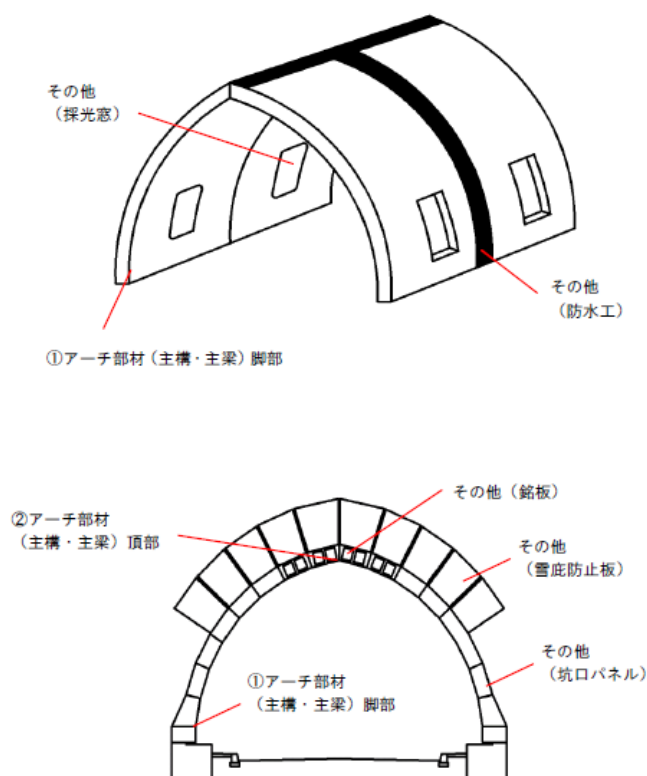 その他
（採光窓）
その他
（防水工）
①アーチ部材（主構・主梁）脚部
その他（銘板）
②アーチ部材
（主構・主梁）頂部
その他
（雪庇防止板）
その他
（坑口パネル）
①アーチ部材
（主構・主梁）脚部